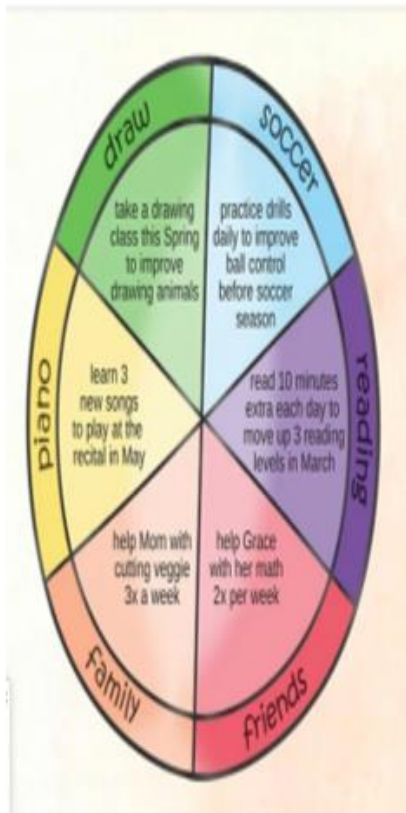 draw
take a drawing
class this Spring
to improve
drawing animals
soccer
practice drills
daily to improve
ball control
before soccer
season
reading
read 10 minutes
extra each day to
move up 3 reading
levels in March
friends
help Grace
with her math
2x per week
family
help Mom with
cutting veggie
3x a week
piano
learn 3
new songs
to play at the
recital in May